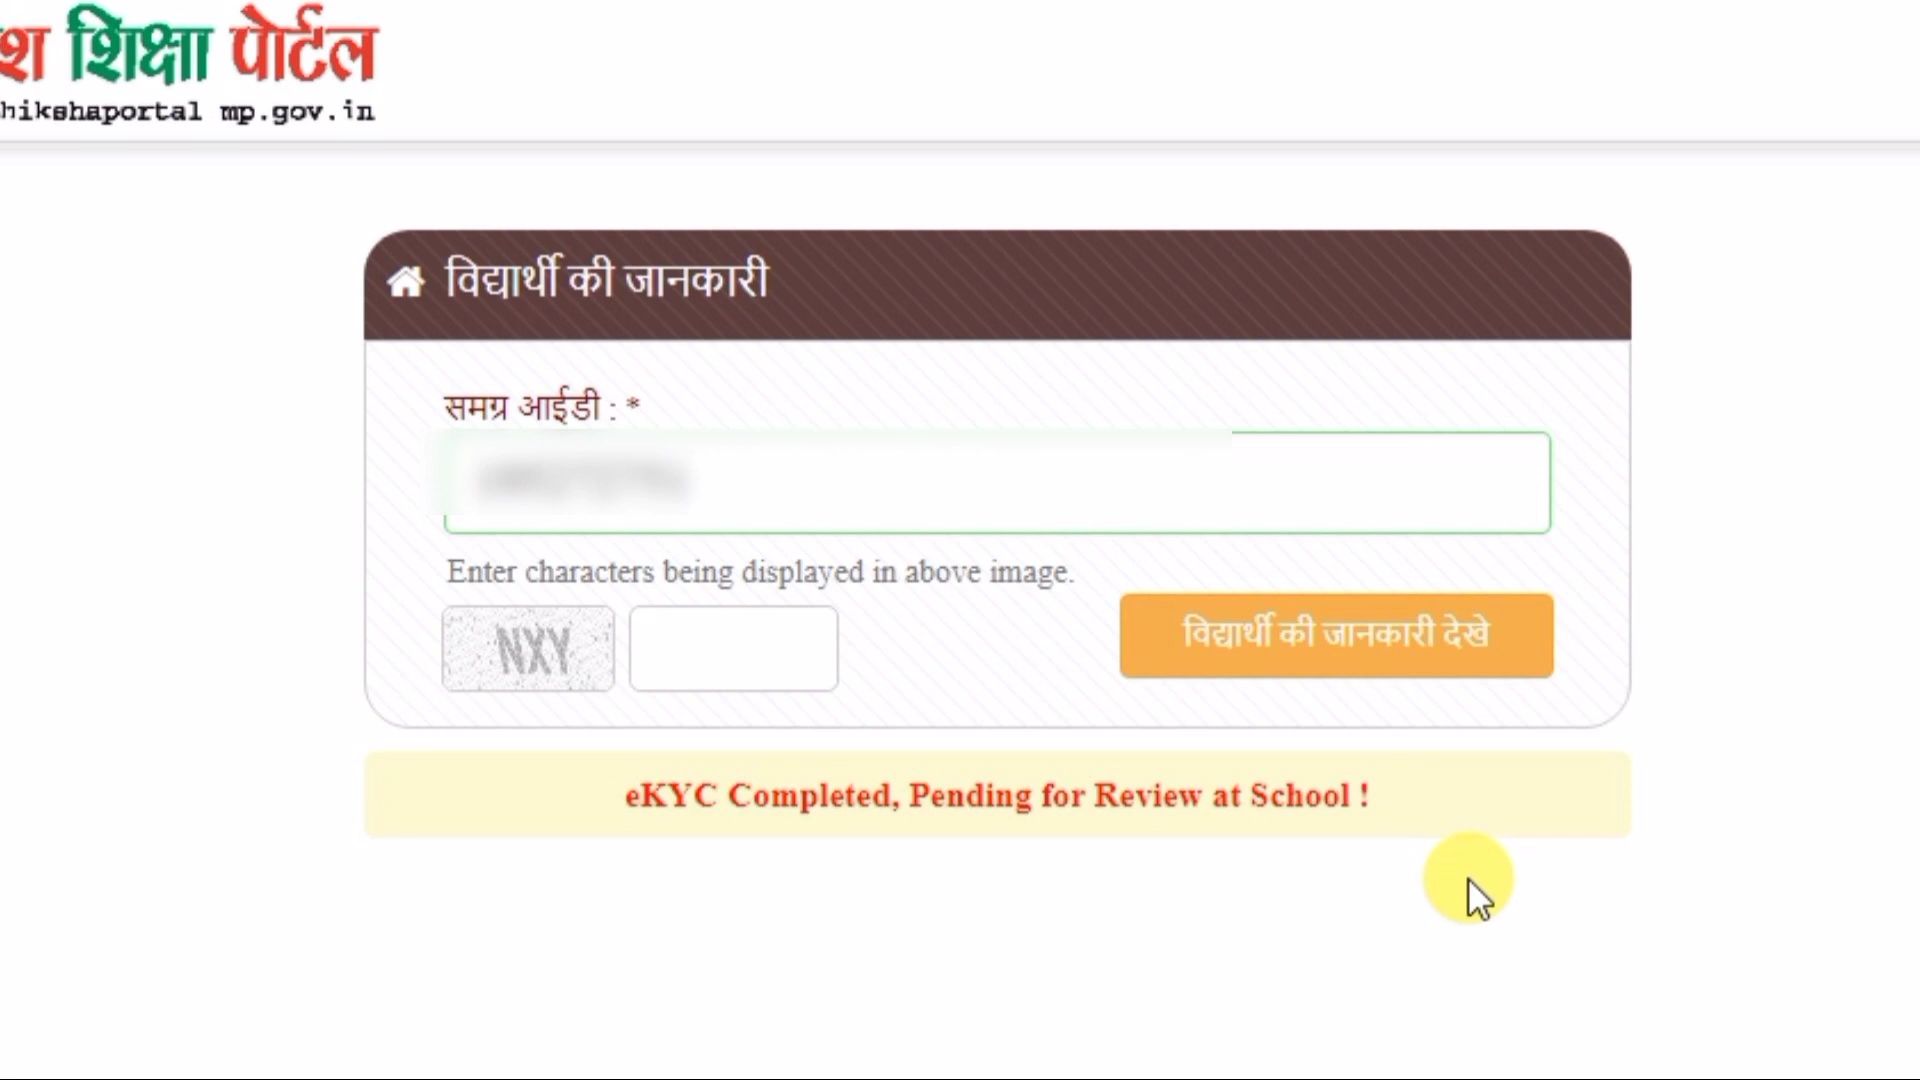 श शिक्षा पोर्टल
hikshaportal mp.gov.in
विद्यार्थी की जानकारी
समग्र आईडी : *
Enter characters being displayed in above image.
NXY
विद्यार्थी की जानकारी देखे
eKYC Completed, Pending for Review at School !